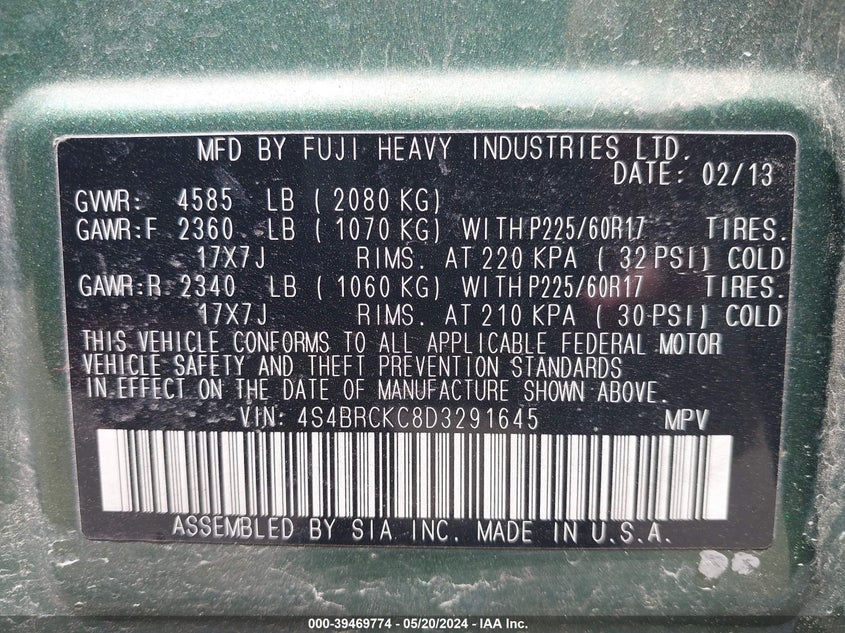 MFD BY FUJI HEAVY INDUSTRIES LTD.
DATE: 02/13
GVWR: 4585 LB ( 2080 KG)
GAWR:F 2360 LB ( 1070 KG) WITH P225/60R17 TIRES.
17X7J RIMS. AT 220 KPA ( 32 PSI) COLD
GAWR:R 2340 LB ( 1060 KG) WITH P225/60R17 TIRES.
17X7J RIMS. AT 210 KPA ( 30 PSI) COLD
THIS VEHICLE CONFORMS TO ALL APPLICABLE FEDERAL MOTOR
VEHICLE SAFETY AND THEFT PREVENTION STANDARDS
IN EFFECT ON THE DATE OF MANUFACTURE SHOWN ABOVE.
VIN: 4S4BRCKC8D3291645 MPV
ASSEMBLED BY SIA INC. MADE IN U.S.A.
000-39469774 - 05/20/2024 - IAA Inc.